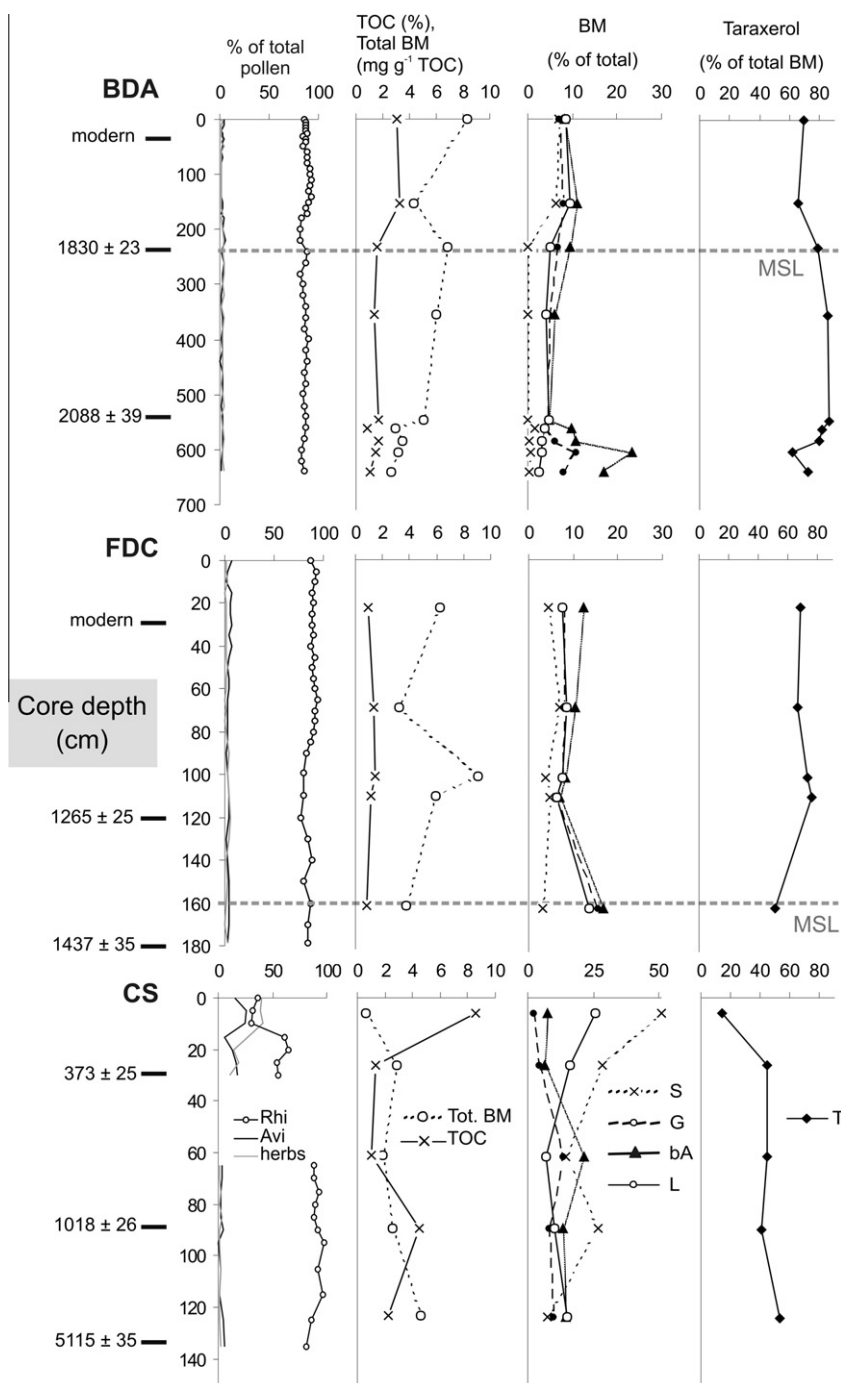 % of total
pollen
TOC (%),
Total BM
(mg g⁻¹ TOC)
BM
(% of total)
Taraxerol
(% of total BM)
BDA
0 50 100
0 2 4 6 8 10
0 10 20 30
0 20 40 60 80
0
modern
100
200
1830 ± 23
MSL
300
400
500
2088 ± 39
600
700
FDC
0 50 100
0 2 4 6 8 10
0 10 20 30
0 20 40 60 80
0
20
modern
40
60
Core depth
(cm)
80
100
1265 ± 25
120
140
160
MSL
1437 ± 35
180
CS
0 50 100
0 2 4 6 8 10
0 25 50
0 20 40 60 80
0
20
373 ± 25
40
Rhi
Avi
herbs
Tot. BM
TOC
S
G
bA
L
T
60
80
1018 ± 26
100
120
5115 ± 35
140